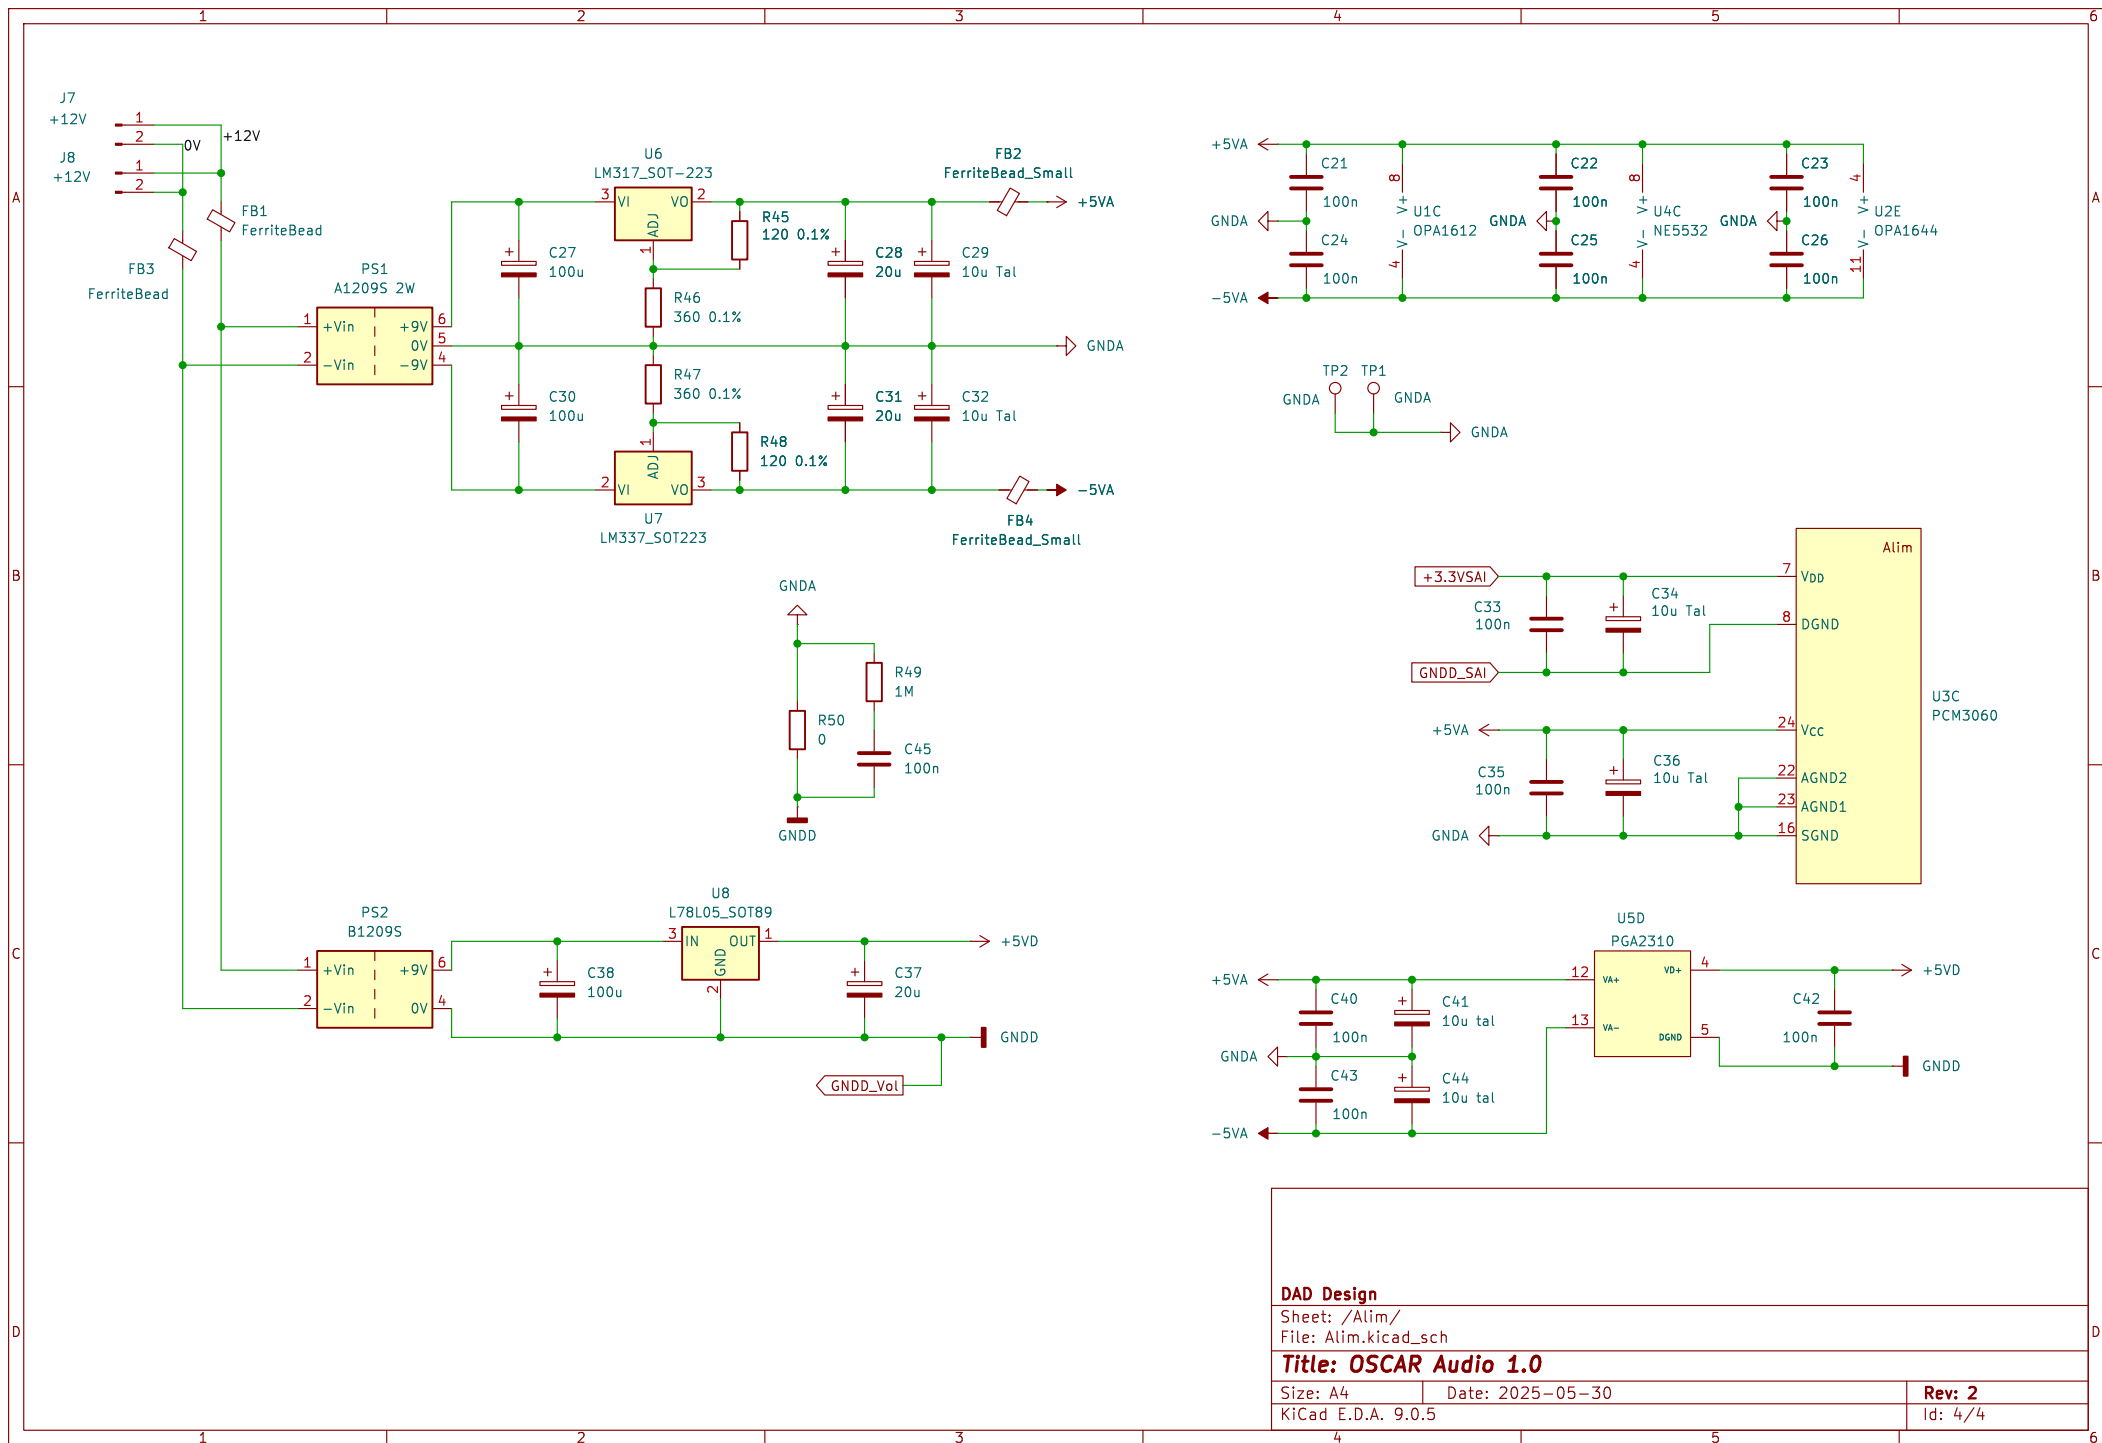 1 2 3 4 5 6
A
B
C
D
J7
+12V
1
2
J8
+12V
1
2
0V
+12V
FB1
FerriteBead
FB3
FerriteBead
PS1
A1209S 2W
1 +Vin
2 -Vin
+9V 6
0V 5
-9V 4
C27
100u
C30
100u
U6
LM317_SOT-223
3 VI VO 2
ADJ
1
R45
120 0.1%
R46
360 0.1%
R47
360 0.1%
R48
120 0.1%
1
ADJ
2 VI VO 3
U7
LM337_SOT223
C28
20u
C29
10u Tal
C31
20u
C32
10u Tal
FB2
FerriteBead_Small
+5VA
GNDA
-5VA
FB4
FerriteBead_Small
GNDA
R49
1M
R50
0
C45
100n
GNDD
PS2
B1209S
1 +Vin
2 -Vin
+9V 6
0V 4
C38
100u
U8
L78L05_SOT89
3 IN OUT 1
GND
2
C37
20u
+5VD
GNDD
GNDD_Vol
+5VA
GNDA
-5VA
C21
100n
C24
100n
8
V+
V-
4
U1C
OPA1612
GNDA
C22
100n
C25
100n
8
V+
V-
4
U4C
NE5532
GNDA
C23
100n
C26
100n
4
V+
V-
11
U2E
OPA1644
TP2 TP1
GNDA
GNDA
GNDA
+3.3VSAI
GNDD_SAI
C33
100n
C34
10u Tal
+5VA
GNDA
C35
100n
C36
10u Tal
Alim
7 VDD
8 DGND
24 Vcc
22 AGND2
23 AGND1
16 SGND
U3C
PCM3060
+5VA
GNDA
-5VA
C40
100n
C41
10u tal
C43
100n
C44
10u tal
U5D
PGA2310
12 VA+
13 VA-
VD+ 4
DGND 5
C42
100n
+5VD
GNDD
DAD Design
Sheet: /Alim/
File: Alim.kicad_sch
Title: OSCAR Audio 1.0
Size: A4 Date: 2025-05-30 Rev: 2
KiCad E.D.A. 9.0.5 Id: 4/4
A
B
C
D
1 2 3 4 5 6